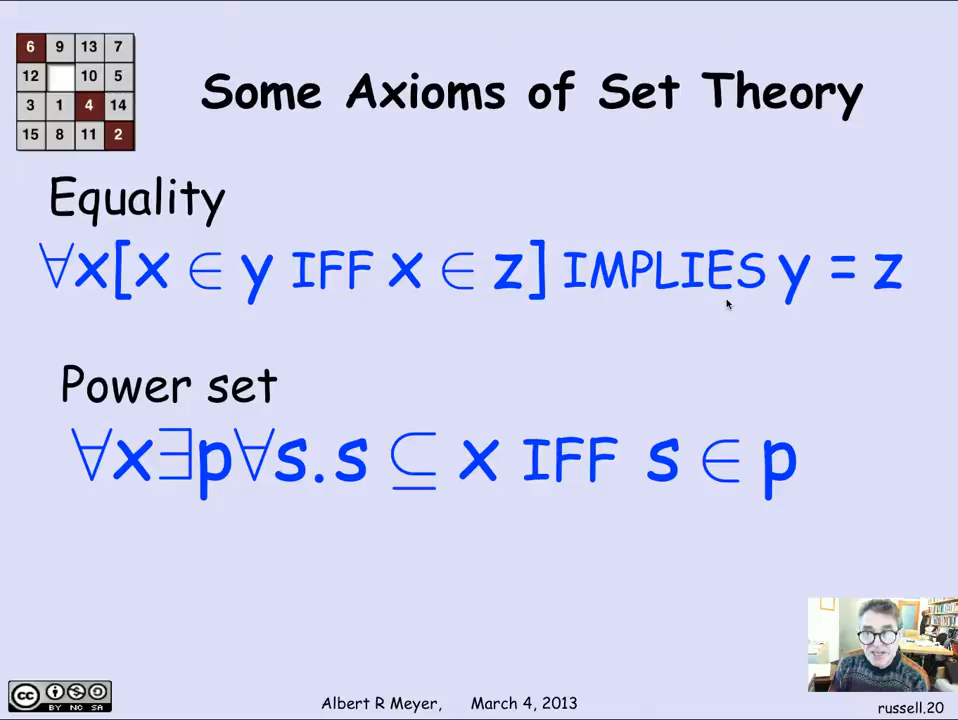 6 9 13 7
12 10 5
3 1 4 14
15 8 11 2
Some Axioms of Set Theory
Equality
∀x[x ∈ y IFF x ∈ z] IMPLIES y = z
Power set
∀x∃p∀s.s ⊆ x IFF s ∈ p
cc
BY NC SA
Albert R Meyer, March 4, 2013
russell.20